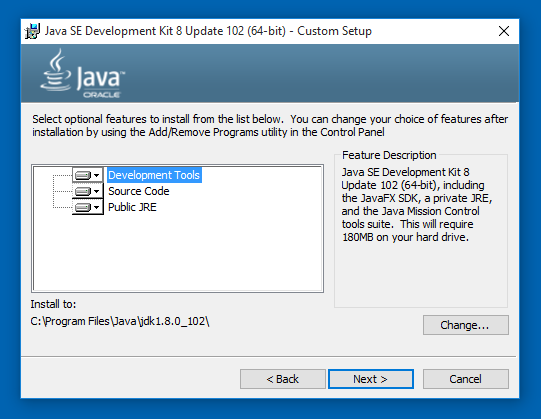 Java SE Development Kit 8 Update 102 (64-bit) - Custom Setup
Java™
ORACLE
Select optional features to install from the list below. You can change your choice of features after
installation by using the Add/Remove Programs utility in the Control Panel
Development Tools
Source Code
Public JRE
Feature Description
Java SE Development Kit 8
Update 102 (64-bit), including
the JavaFX SDK, a private JRE,
and the Java Mission Control
tools suite. This will require
180MB on your hard drive.
Install to:
C:\Program Files\Java\jdk1.8.0_102\
Change...
< Back
Next >
Cancel